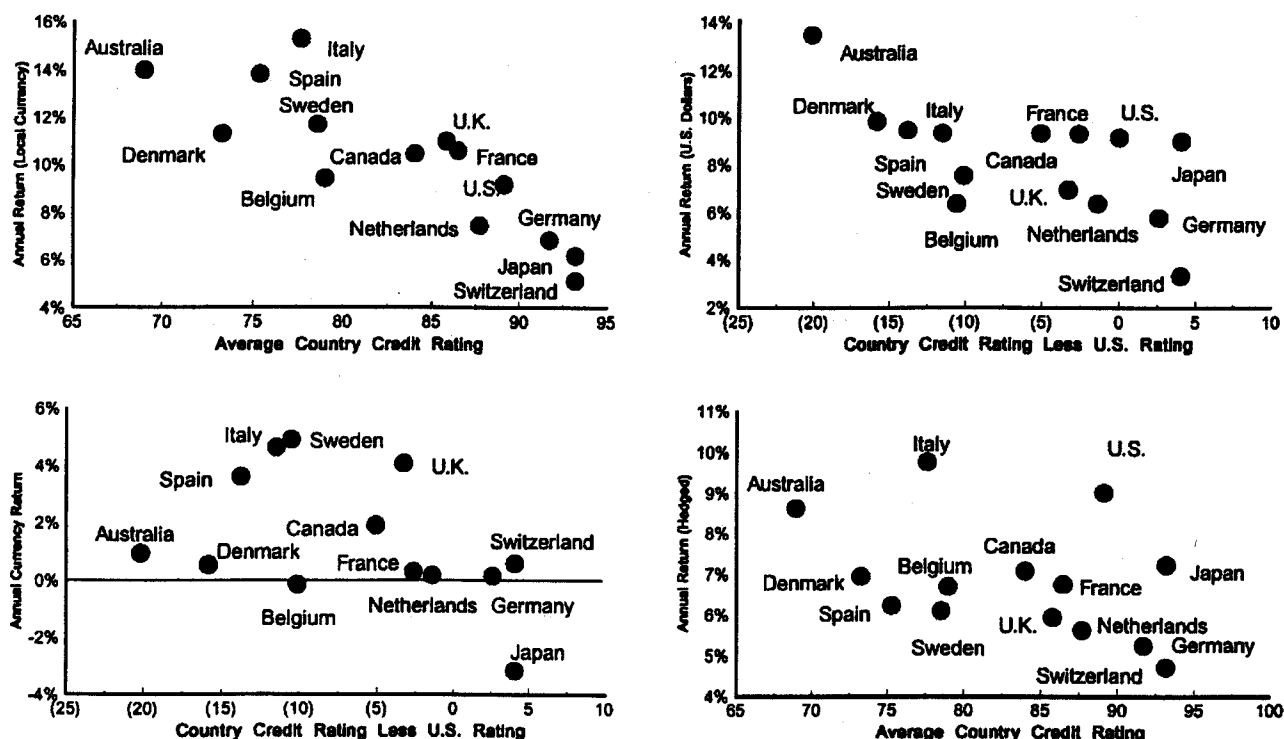 16%
14%
12%
10%
8%
6%
4%
Annual Return (Local Currency)
Australia
Italy
Spain
Sweden
Denmark
U.K.
Canada
France
Belgium
U.S.
Netherlands
Germany
Japan
Switzerland
65 70 75 80 85 90 95
Average Country Credit Rating
14%
12%
10%
8%
6%
4%
2%
Annual Return (U.S. Dollars)
Australia
Denmark
Italy
France
U.S.
Spain
Canada
Japan
Sweden
U.K.
Belgium
Netherlands
Germany
Switzerland
(25) (20) (15) (10) (5) 0 5 10
Country Credit Rating Less U.S. Rating
6%
4%
2%
0%
-2%
-4%
Annual Currency Return
Italy
Sweden
Spain
U.K.
Australia
Denmark
Canada
Switzerland
France
Belgium
Netherlands
Germany
Japan
(25) (20) (15) (10) (5) 0 5 10
Country Credit Rating Less U.S. Rating
11%
10%
9%
8%
7%
6%
5%
4%
Annual Return (Hedged)
Italy
U.S.
Australia
Canada
Belgium
Denmark
Japan
France
Spain
U.K.
Netherlands
Sweden
Germany
Switzerland
65 70 75 80 85 90 95 100
Average Country Credit Rating